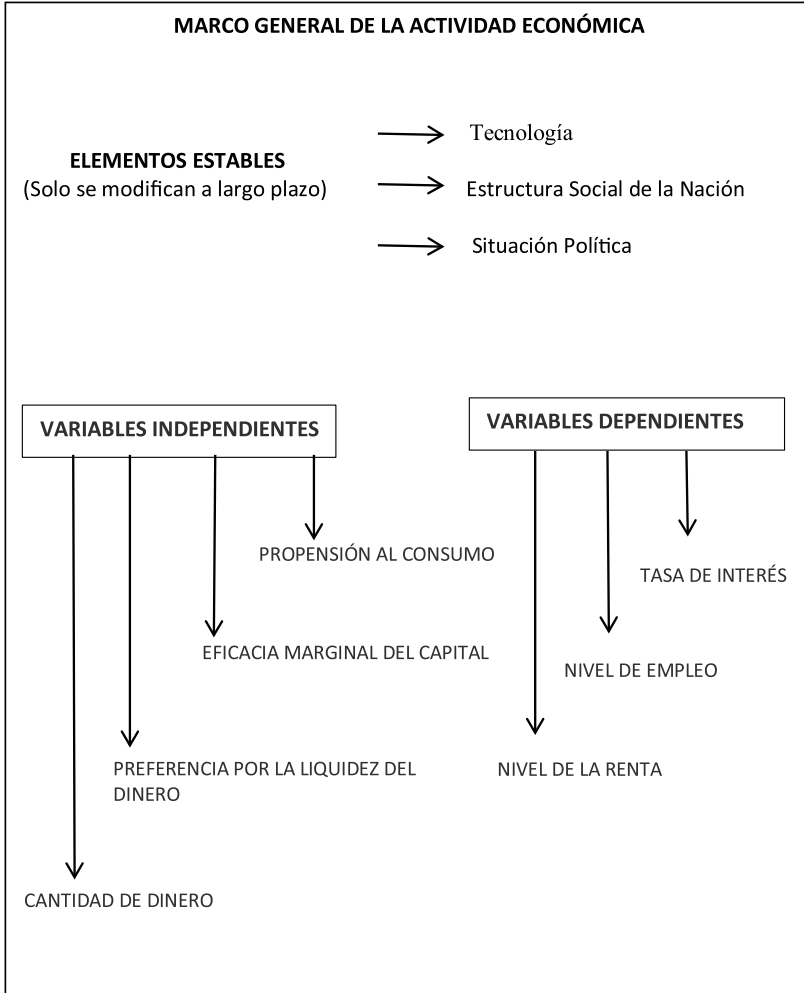 MARCO GENERAL DE LA ACTIVIDAD ECONÓMICA
Tecnología
ELEMENTOS ESTABLES
(Solo se modifican a largo plazo)
Estructura Social de la Nación
Situación Política
VARIABLES INDEPENDIENTES
VARIABLES DEPENDIENTES
PROPENSIÓN AL CONSUMO
TASA DE INTERÉS
EFICACIA MARGINAL DEL CAPITAL
NIVEL DE EMPLEO
PREFERENCIA POR LA LIQUIDEZ DEL
DINERO
NIVEL DE LA RENTA
CANTIDAD DE DINERO